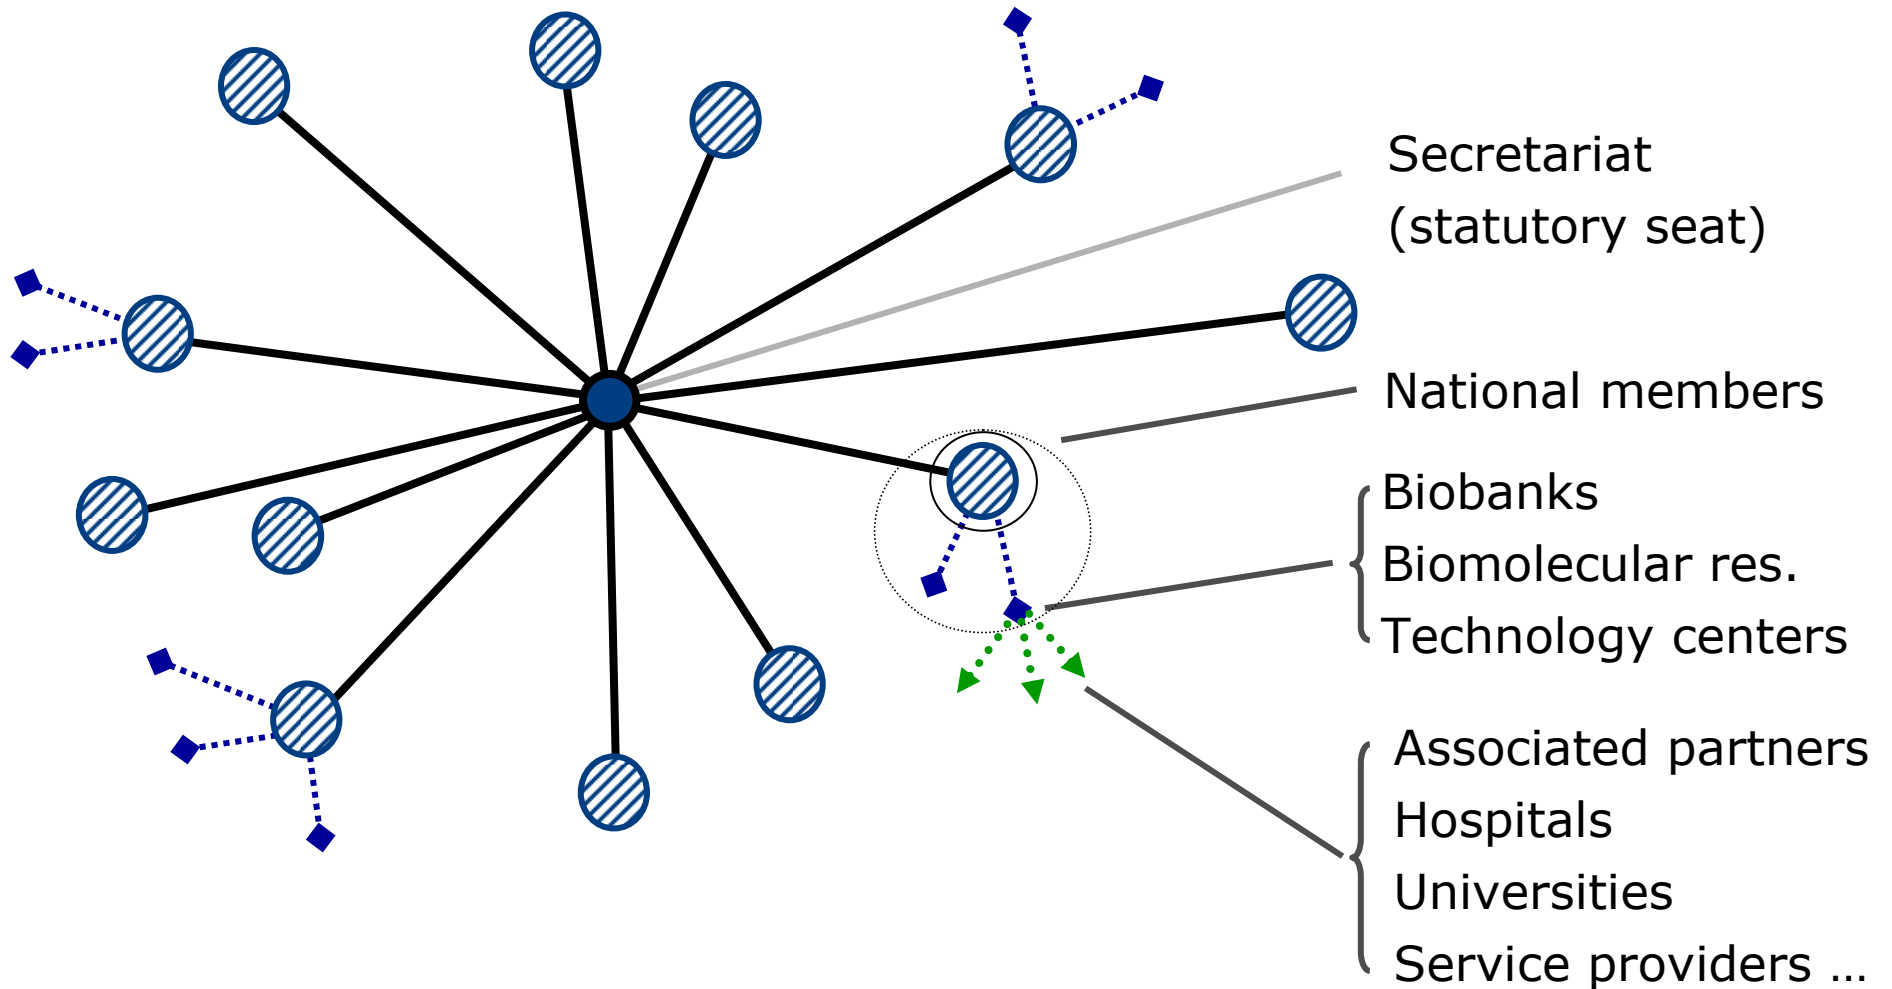 Secretariat
(statutory seat)
National members
Biobanks
Biomolecular res.
Technology centers
Associated partners
Hospitals
Universities
Service providers ...